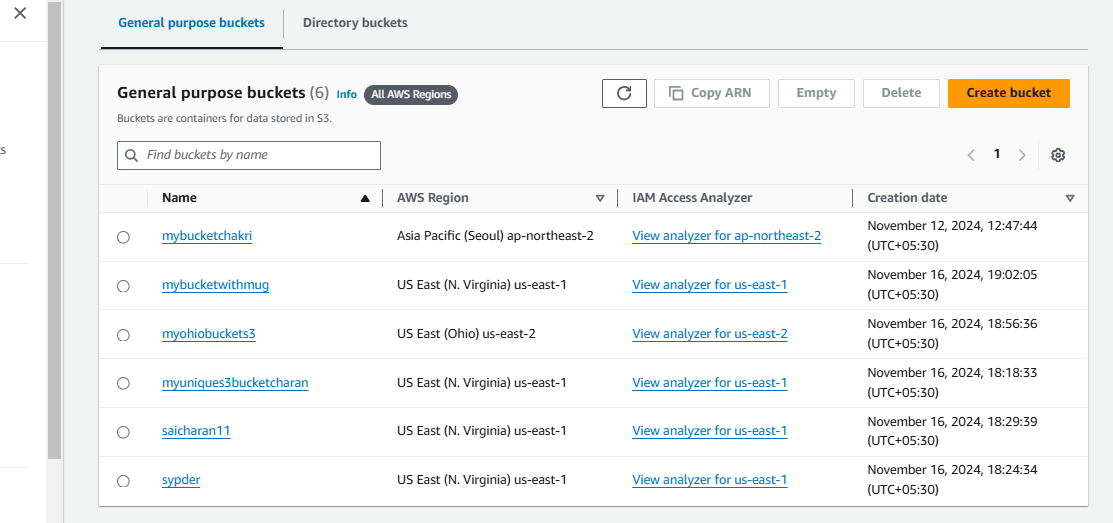 General purpose buckets Directory buckets
General purpose buckets (6) Info All AWS Regions Copy ARN Empty Delete Create bucket
Buckets are containers for data stored in S3.
Find buckets by name 1
Name AWS Region IAM Access Analyzer Creation date
mybucketchakri Asia Pacific (Seoul) ap-northeast-2 View analyzer for ap-northeast-2 November 12, 2024, 12:47:44
(UTC+05:30)
mybucketwithmug US East (N. Virginia) us-east-1 View analyzer for us-east-1 November 16, 2024, 19:02:05
(UTC+05:30)
myohiobuckets3 US East (Ohio) us-east-2 View analyzer for us-east-2 November 16, 2024, 18:56:36
(UTC+05:30)
myuniques3bucketcharan US East (N. Virginia) us-east-1 View analyzer for us-east-1 November 16, 2024, 18:18:33
(UTC+05:30)
saicharan11 US East (N. Virginia) us-east-1 View analyzer for us-east-1 November 16, 2024, 18:29:39
(UTC+05:30)
sypder US East (N. Virginia) us-east-1 View analyzer for us-east-1 November 16, 2024, 18:24:34
(UTC+05:30)